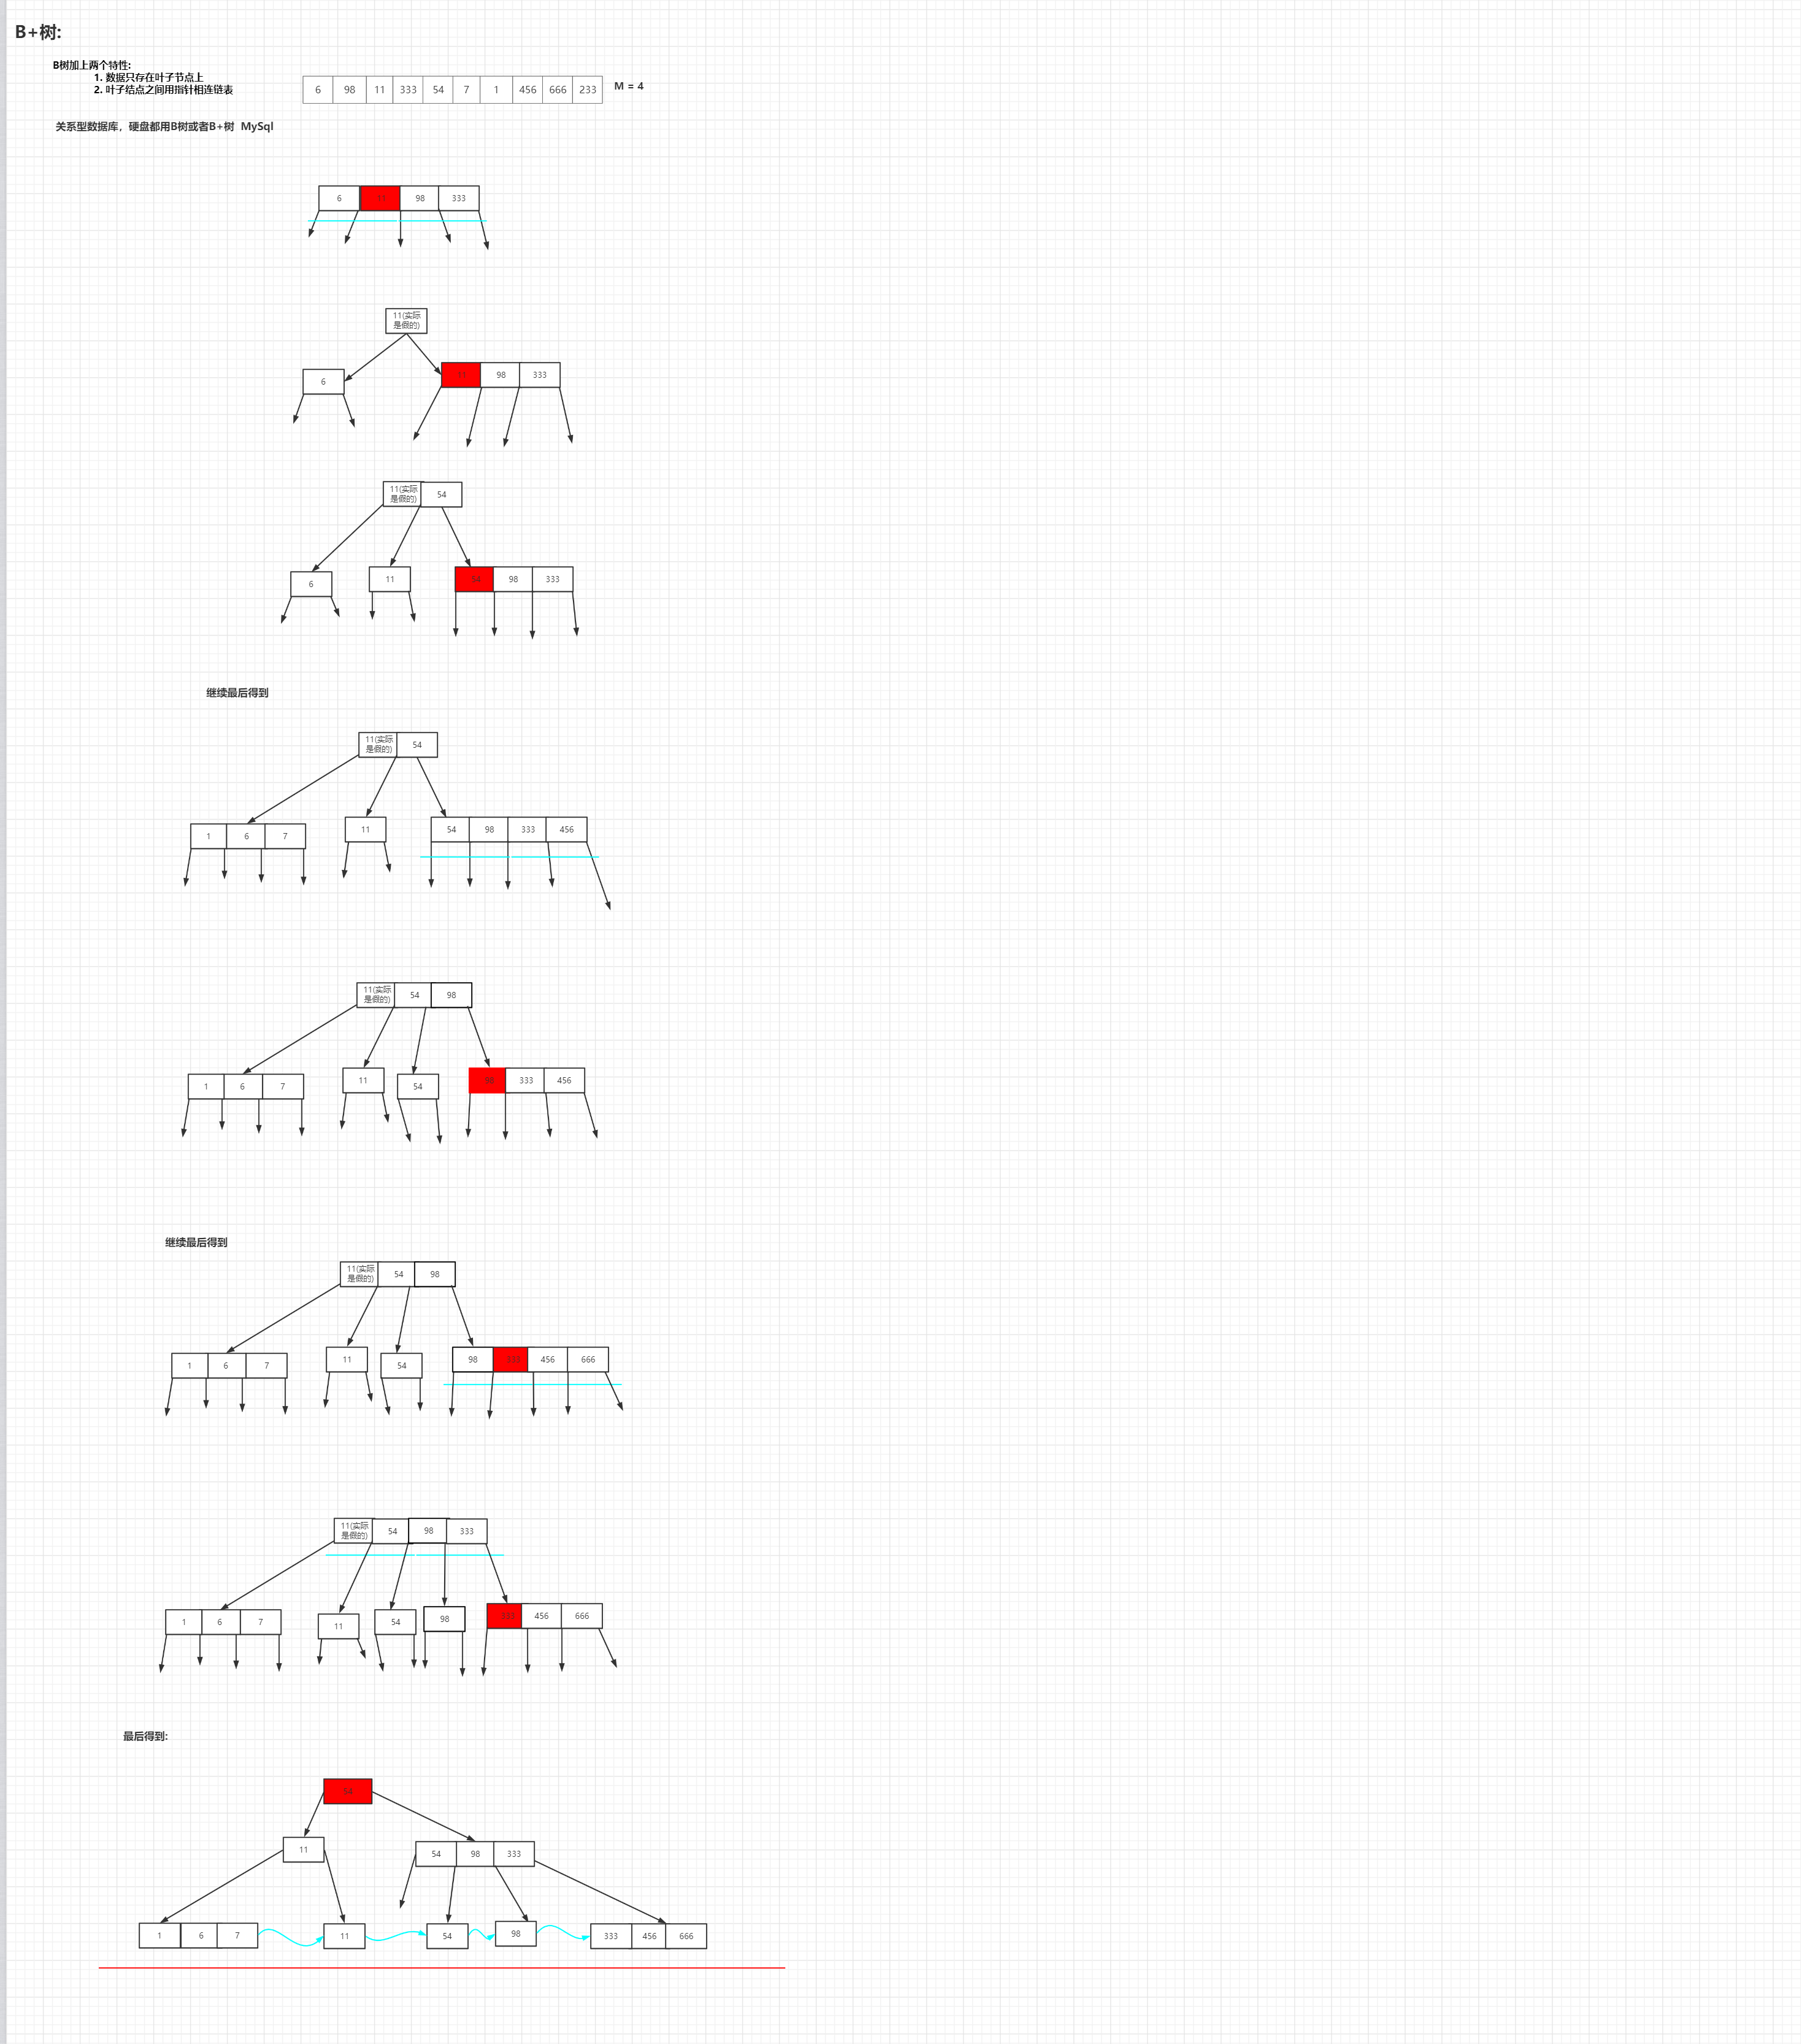 B+树:
B树加上两个特性:
1. 数据只存在叶子节点上
2. 叶子结点之间用指针相连链表
6 98 11 333 54 7 1 456 666 233
M = 4
关系型数据库，硬盘都用B树或者B+树 MySql
6 11 98 333
11(实际
是假的)
6
11 98 333
11(实际
是假的)
54
6
11
54 98 333
继续最后得到
11(实际
是假的)
54
1 6 7
11
54 98 333 456
11(实际
是假的)
54 98
1 6 7
11
54
98 333 456
继续最后得到
11(实际
是假的)
54 98
1 6 7
11
54
98 333 456 666
11(实际
是假的)
54 98 333
1 6 7
11
54
98
333 456 666
最后得到:
54
11
54 98 333
1 6 7
11
54
98
333 456 666